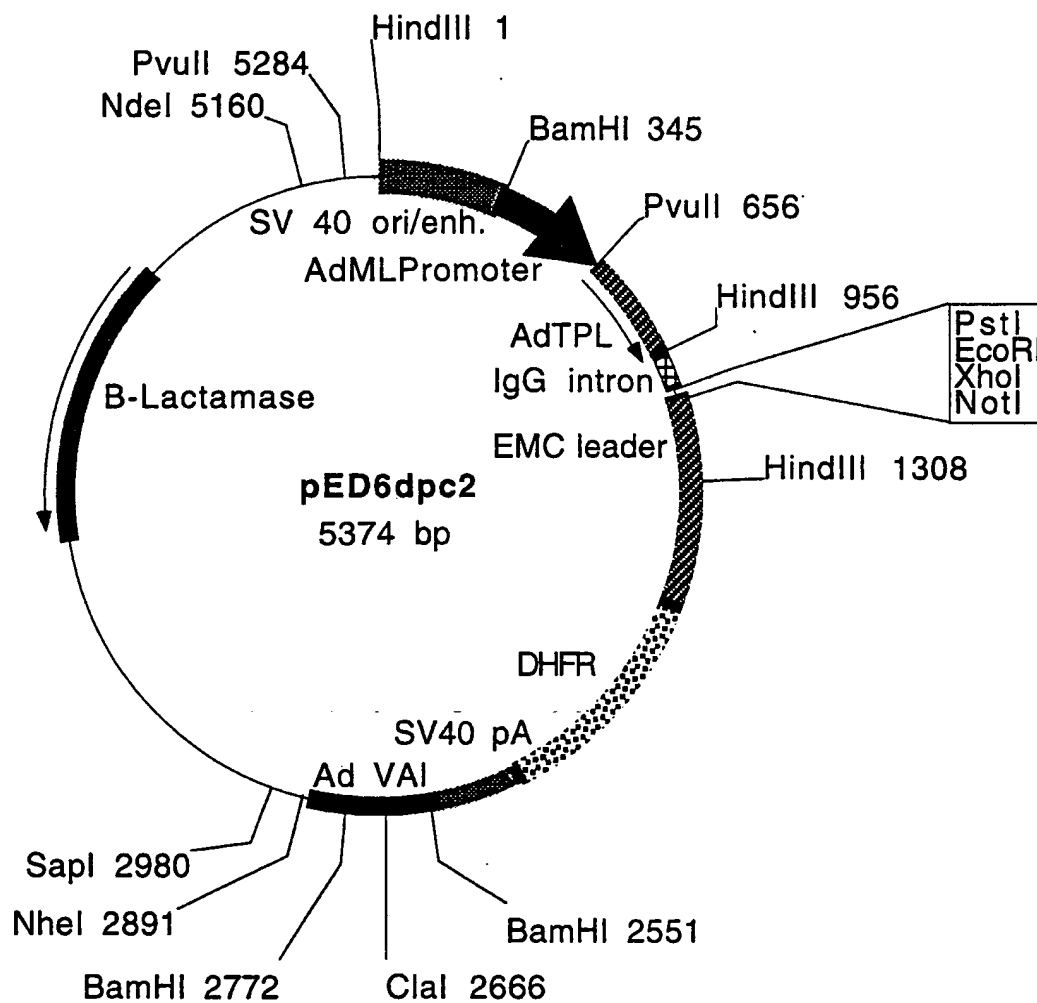 HindIII 1
PvuII 5284
NdeI 5160
BamHI 345
PvuII 656
SV 40 ori/enh.
AdMLPromoter
HindIII 956
AdTPL
IgG intron
PstI
EcoRI
XhoI
NotI
B-Lactamase
EMC leader
HindIII 1308
pED6dpc2
5374 bp
DHFR
SV40 pA
Ad VAI
SapI 2980
NheI 2891
BamHI 2551
BamHI 2772
ClaI 2666